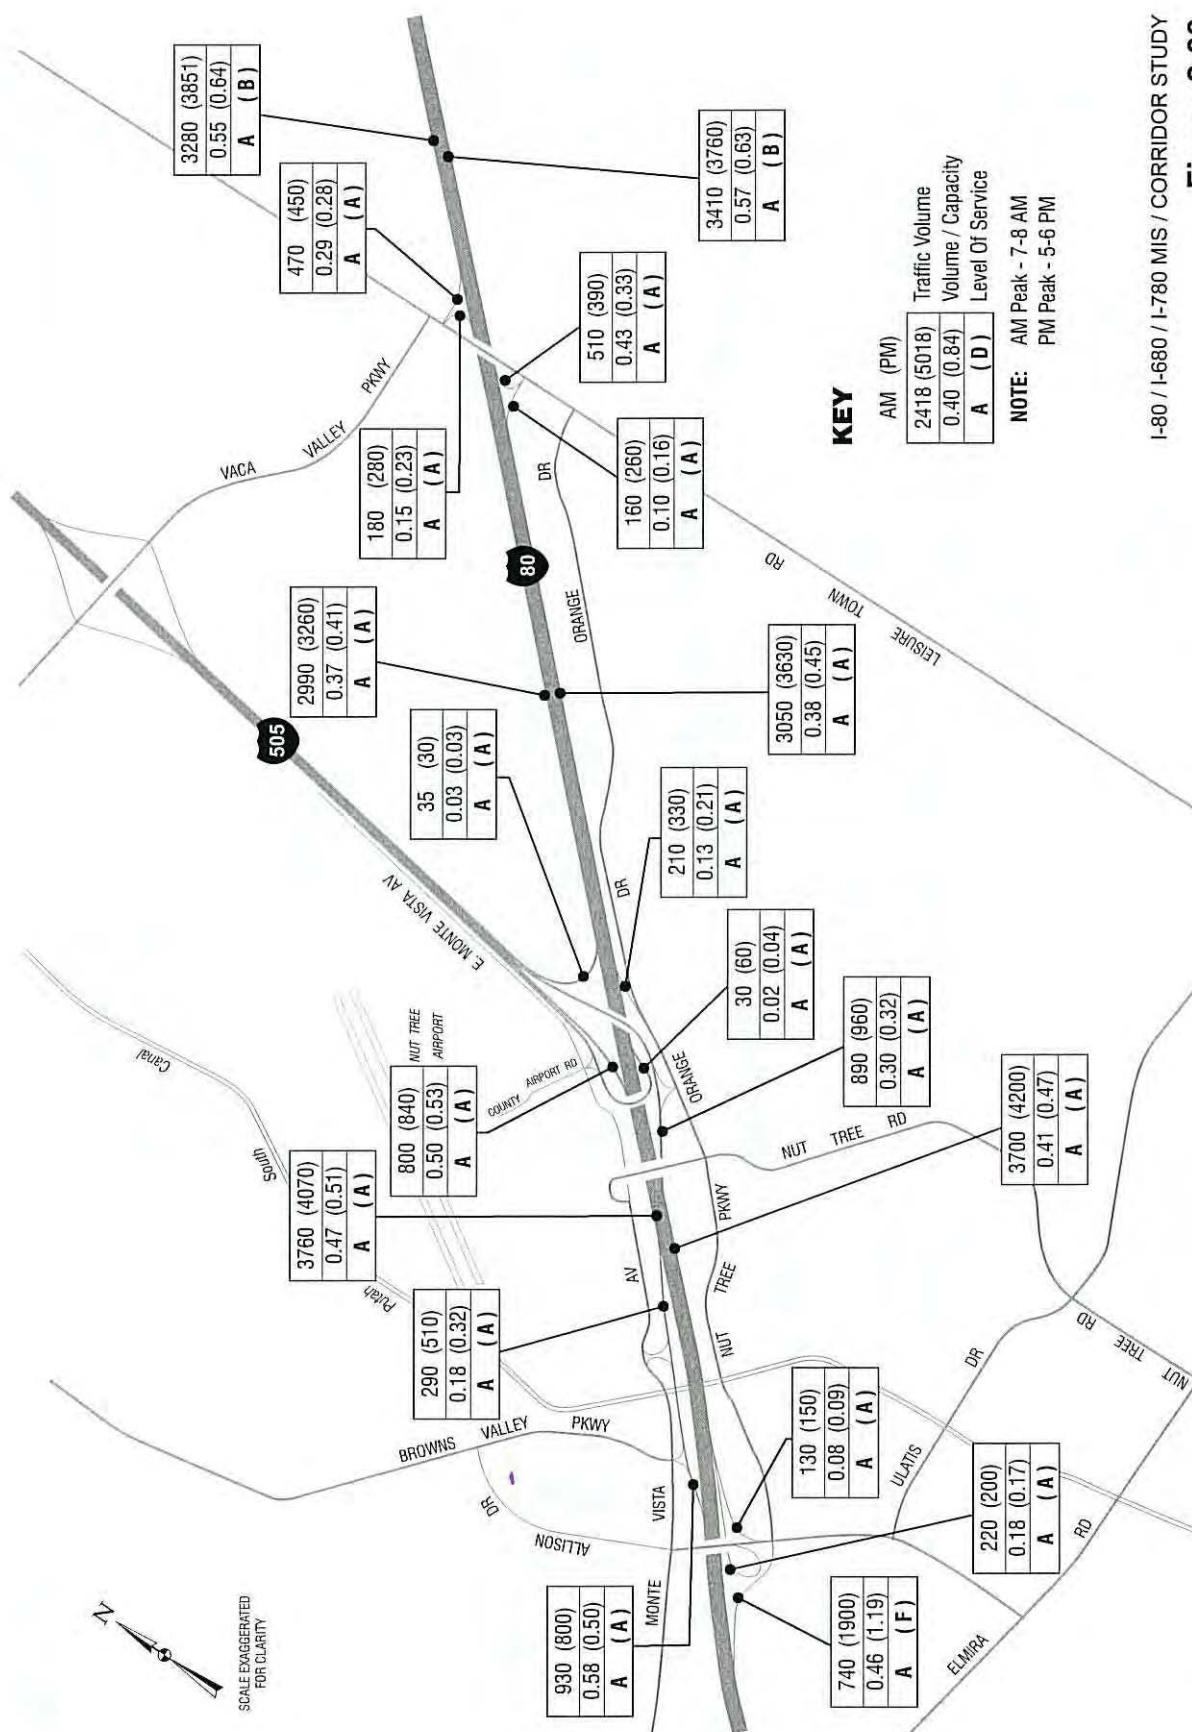 3280 (3851)
0.55 (0.64)
A (B)
470 (450)
0.29 (0.28)
A (A)
3410 (3760)
0.57 (0.63)
A (B)
510 (390)
0.43 (0.33)
A (A)
180 (280)
0.15 (0.23)
A (A)
160 (260)
0.10 (0.16)
A (A)
VACA VALLEY PKWY
2990 (3260)
0.37 (0.41)
A (A)
3050 (3630)
0.38 (0.45)
A (A)
80
505
ORANGE DR
LEISURE TOWN RD
35 (30)
0.03 (0.03)
A (A)
210 (330)
0.13 (0.21)
A (A)
30 (60)
0.02 (0.04)
A (A)
890 (960)
0.30 (0.32)
A (A)
E. MONTE VISTA AV
NUT TREE
AIRPORT
COUNTY AIRPORT RD
800 (840)
0.50 (0.53)
A (A)
ORANGE DR
NUT TREE RD
3700 (4200)
0.41 (0.47)
A (A)
3760 (4070)
0.47 (0.51)
A (A)
Putah South Canal
290 (510)
0.18 (0.32)
A (A)
NUT TREE PKWY
BROWNS VALLEY PKWY
130 (150)
0.08 (0.09)
A (A)
ULATIS DR
NUT TREE RD
220 (200)
0.18 (0.17)
A (A)
ALLISON DR
MONTE VISTA AV
930 (800)
0.58 (0.50)
A (A)
740 (1900)
0.46 (1.19)
A (F)
ELMIRA RD
N
SCALE EXAGGERATED
FOR CLARITY
KEY
AM (PM)
2418 (5018) Traffic Volume
0.40 (0.84) Volume / Capacity
A (D) Level Of Service
NOTE: AM Peak - 7-8 AM
PM Peak - 5-6 PM
I-80 / I-680 / I-780 MIS / CORRIDOR STUDY